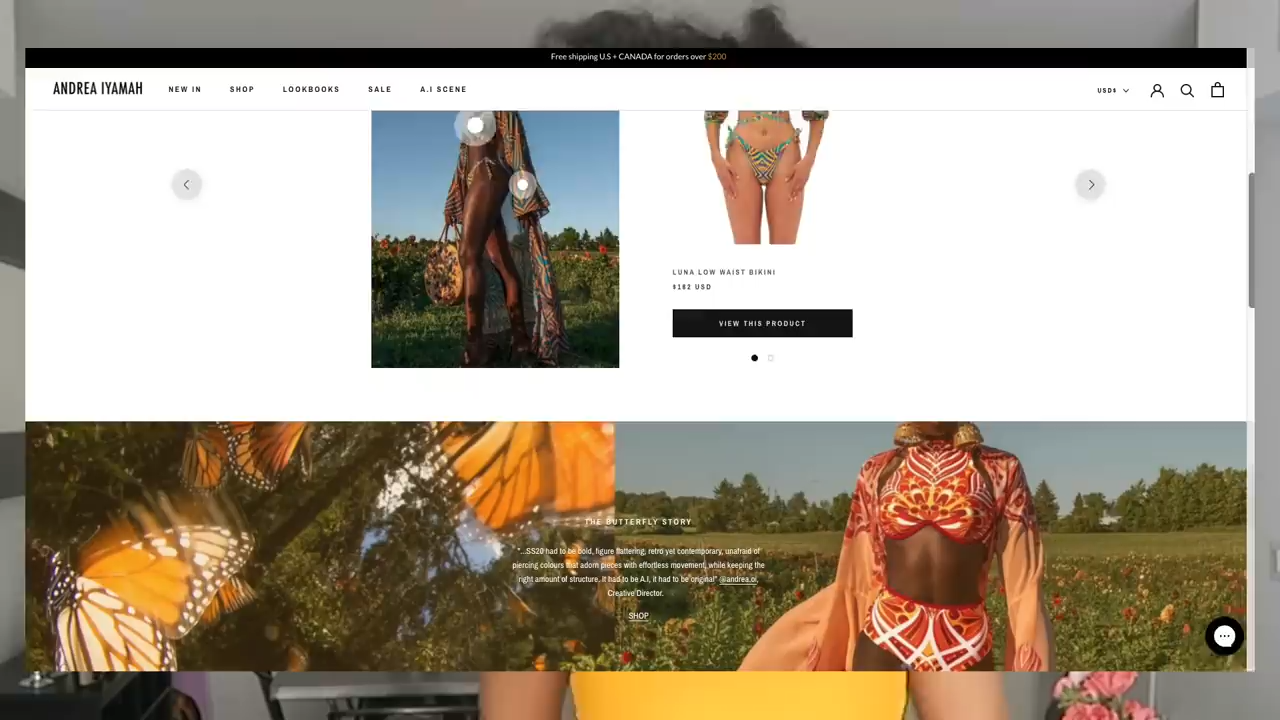 Free shipping U.S + CANADA for orders over $200
ANDREA IYAMAH
NEW IN
SHOP
LOOKBOOKS
SALE
A.I SCENE
USD$
LUNA LOW WAIST BIKINI
$182 USD
VIEW THIS PRODUCT
THE BUTTERFLY STORY
"...SS20 had to be bold, figure flattering, retro yet contemporary, unafraid of
piercing colours that adorn pieces with effortless movement, while keeping the
right amount of structure. It had to be A.I, it had to be original" @andrea.oi,
Creative Director.
SHOP